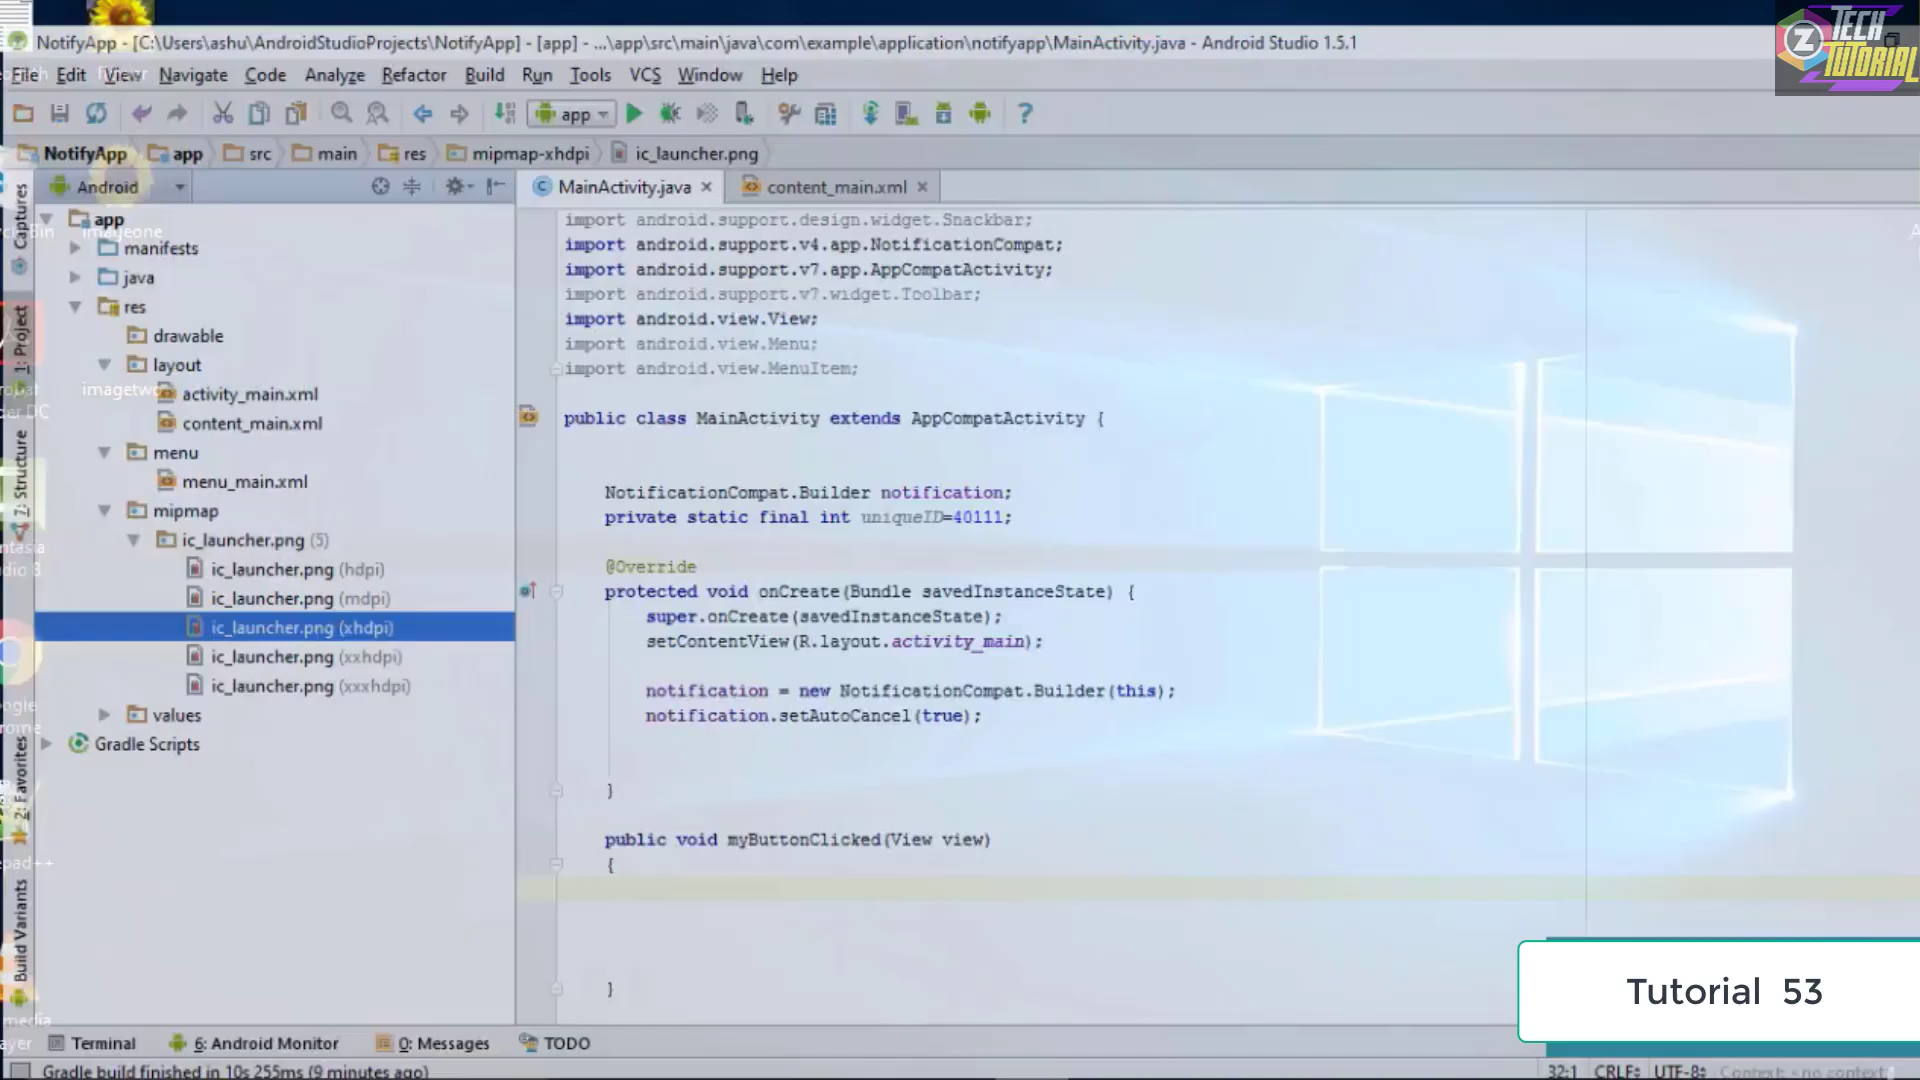 NotifyApp - [C:\Users\ashu\AndroidStudioProjects\NotifyApp] - [app] - ...\app\src\main\java\com\example\application\notifyapp\MainActivity.java - Android Studio 1.5.1
Z TECH TUTORIAL
File Edit View Navigate Code Analyze Refactor Build Run Tools VCS Window Help
app
NotifyApp app src main res mipmap-xhdpi ic_launcher.png
Android
MainActivity.java
content_main.xml
Captures
1: Project
7: Structure
2: Favorites
Build Variants
app
imageone
manifests
java
res
drawable
layout
imagetwo
activity_main.xml
content_main.xml
menu
menu_main.xml
mipmap
ic_launcher.png (5)
ic_launcher.png (hdpi)
ic_launcher.png (mdpi)
ic_launcher.png (xhdpi)
ic_launcher.png (xxhdpi)
ic_launcher.png (xxxhdpi)
values
Gradle Scripts
import android.support.design.widget.Snackbar;
import android.support.v4.app.NotificationCompat;
import android.support.v7.app.AppCompatActivity;
import android.support.v7.widget.Toolbar;
import android.view.View;
import android.view.Menu;
import android.view.MenuItem;
public class MainActivity extends AppCompatActivity {
NotificationCompat.Builder notification;
private static final int uniqueID=40111;
@Override
protected void onCreate(Bundle savedInstanceState) {
super.onCreate(savedInstanceState);
setContentView(R.layout.activity_main);
notification = new NotificationCompat.Builder(this);
notification.setAutoCancel(true);
}
public void myButtonClicked(View view)
{
}
Tutorial 53
Terminal 6: Android Monitor 0: Messages TODO
Gradle build finished in 10s 255ms (9 minutes ago)
32:1 CRLF UTF-8 Context: <no context>